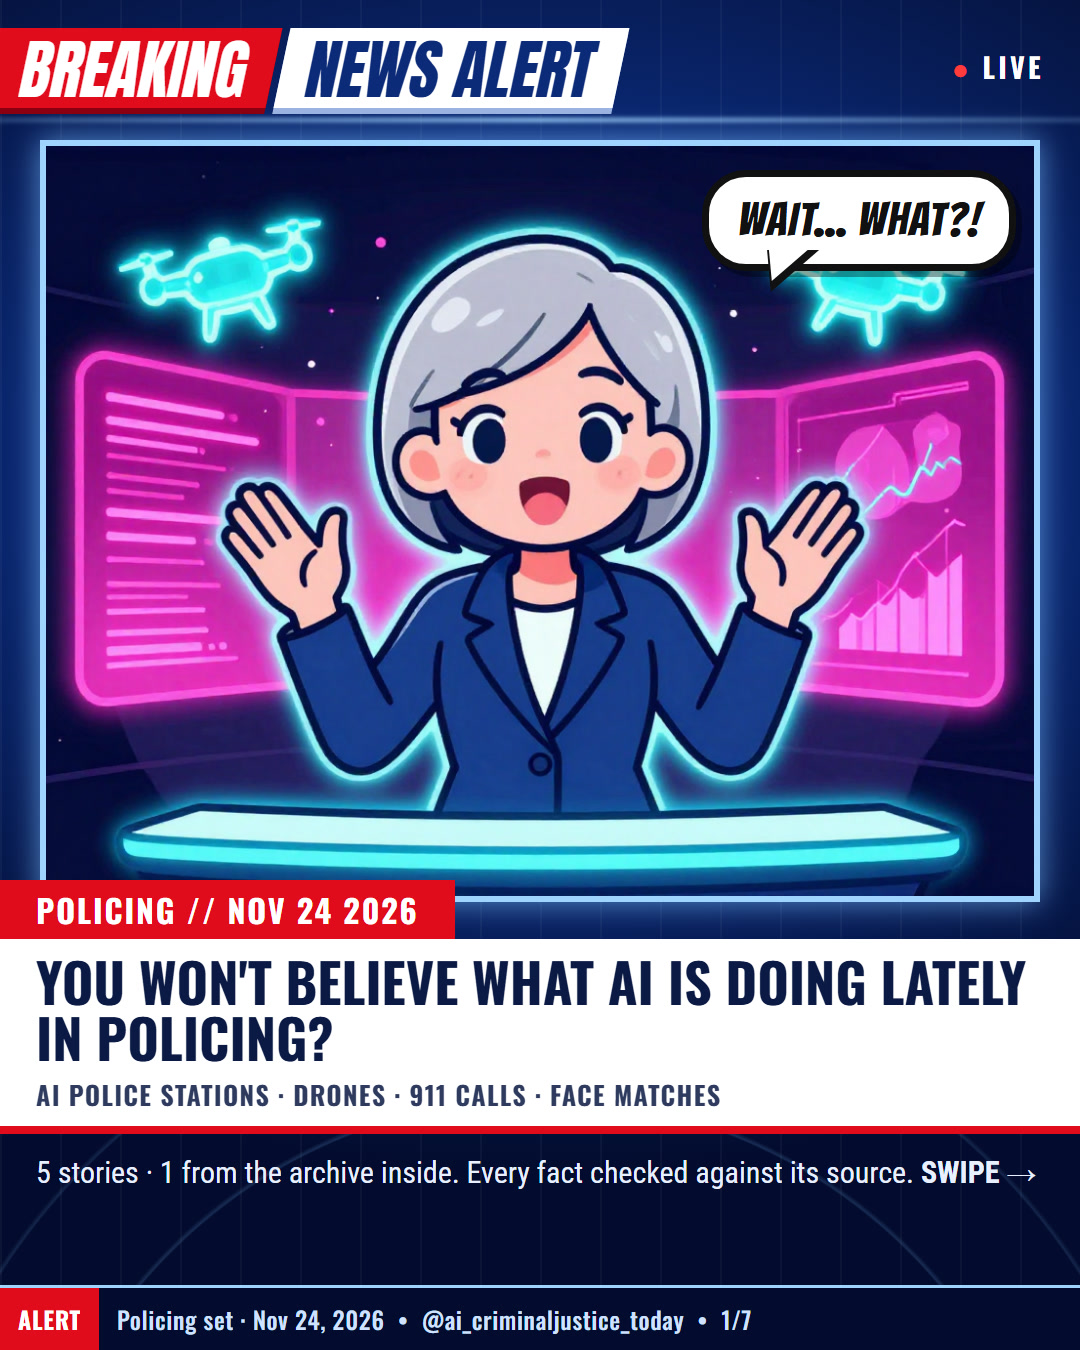 BREAKING NEWS ALERT
● LIVE
WAIT... WHAT?!
POLICING // NOV 24 2026
YOU WON'T BELIEVE WHAT AI IS DOING LATELY
IN POLICING?
AI POLICE STATIONS · DRONES · 911 CALLS · FACE MATCHES
5 stories · 1 from the archive inside. Every fact checked against its source. SWIPE →
ALERT Policing set · Nov 24, 2026 • @ai_criminaljustice_today • 1/7